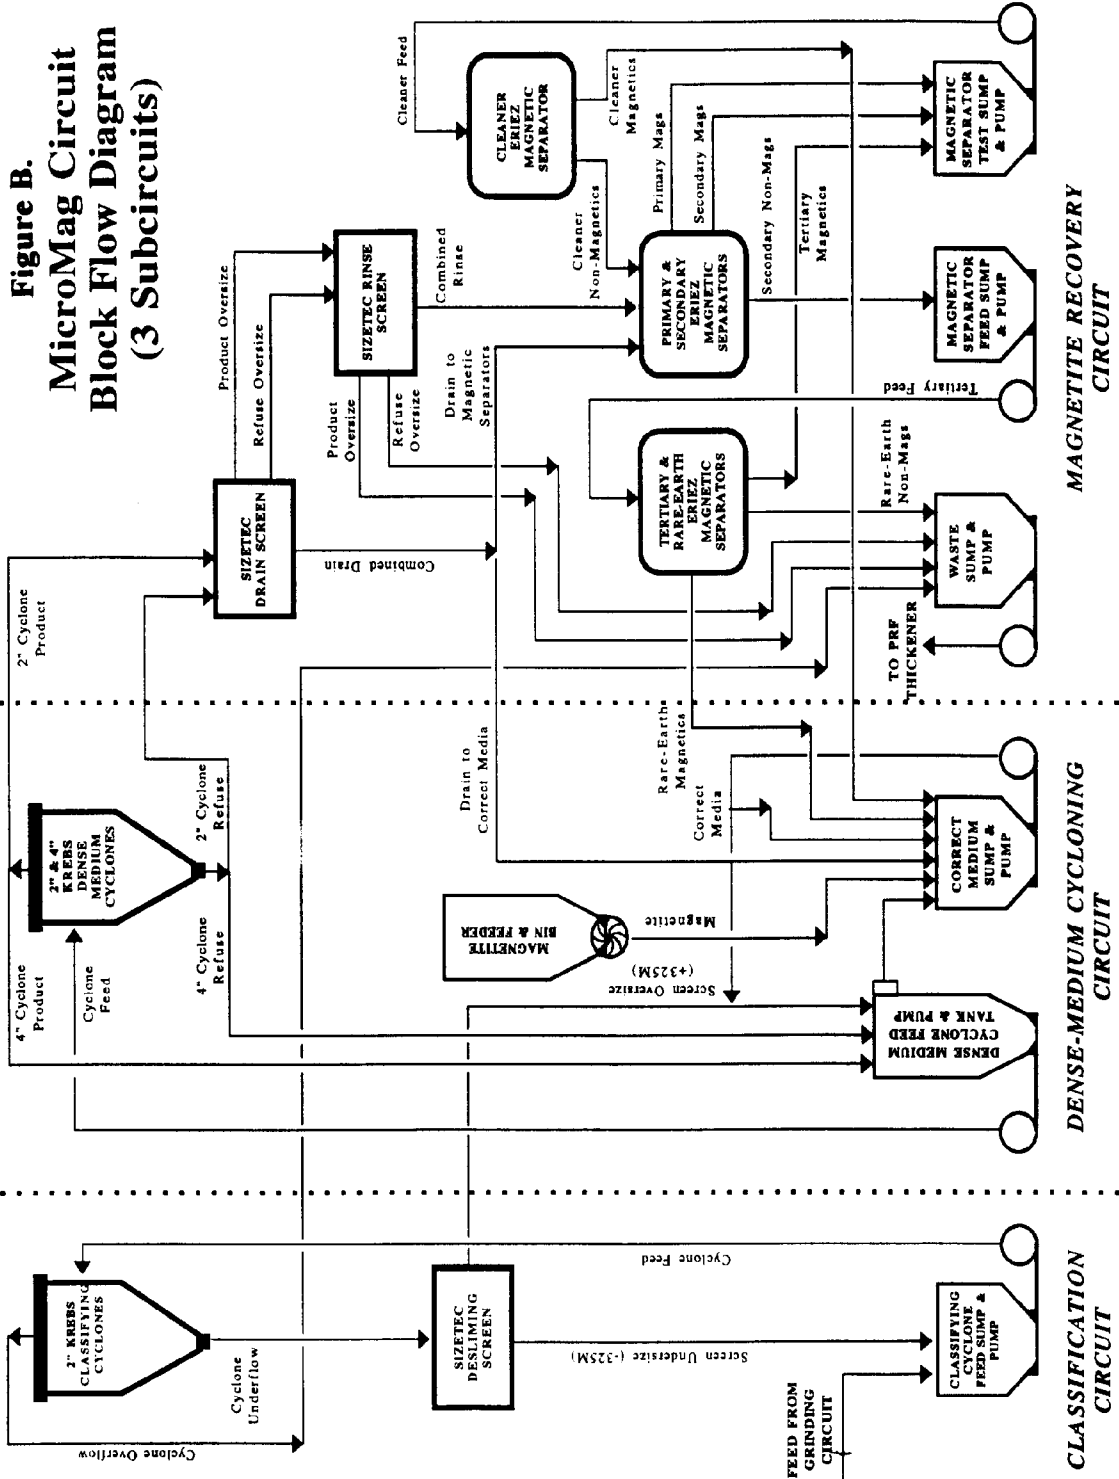 Figure B.
MicroMag Circuit
Block Flow Diagram
(3 Subcircuits)
2" KREBS
CLASSIFYING
CYCLONES
Cyclone Overflow
Cyclone
Underflow
Cyclone Feed
SIZETEC
DESLIMING
SCREEN
Screen Undersize (-325M)
FEED FROM
GRINDING
CIRCUIT
CLASSIFYING
CYCLONE
FEED SUMP &
PUMP
CLASSIFICATION
CIRCUIT
4" Cyclone
Product
Cyclone
Feed
2" & 4"
KREBS
DENSE
MEDIUM
CYCLONES
4" Cyclone
Refuse
2" Cyclone
Refuse
MAGNETITE
BIN & FEEDER
Magnetite
Screen Oversize
(+325M)
Drain to
Correct Media
Rare-Earth
Magnetics
Correct
Media
DENSE MEDIUM
CYCLONE FEED
TANK & PUMP
CORRECT
MEDIUM
SUMP &
PUMP
DENSE-MEDIUM CYCLONING
CIRCUIT
2" Cyclone
Product
SIZETEC
DRAIN SCREEN
Product Oversize
Refuse Oversize
Combined Drain
SIZETEC RINSE
SCREEN
Product
Oversize
Refuse
Oversize
Combined
Rinse
Drain to
Magnetic
Separators
Cleaner Feed
CLEANER
ERIEZ
MAGNETIC
SEPARATOR
Cleaner
Non-Magnetics
Cleaner
Magnetics
PRIMARY &
SECONDARY
ERIEZ
MAGNETIC
SEPARATORS
Primary Mags
Secondary Mags
Secondary Non-Mags
Tertiary
Magnetics
TERTIARY &
RARE-EARTH
ERIEZ
MAGNETIC
SEPARATORS
Tertiary Feed
Rare-Earth
Non-Mags
TO PRF
THICKENER
WASTE
SUMP &
PUMP
MAGNETIC
SEPARATOR
FEED SUMP
& PUMP
MAGNETIC
SEPARATOR
TEST SUMP
& PUMP
MAGNETITE RECOVERY
CIRCUIT